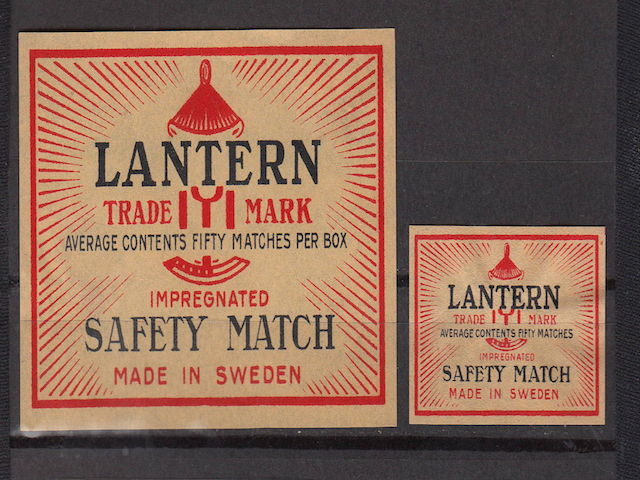 LANTERN
TRADE MARK
AVERAGE CONTENTS FIFTY MATCHES PER BOX
IMPREGNATED
SAFETY MATCH
MADE IN SWEDEN
LANTERN
TRADE MARK
AVERAGE CONTENTS FIFTY MATCHES
IMPREGNATED
SAFETY MATCH
MADE IN SWEDEN